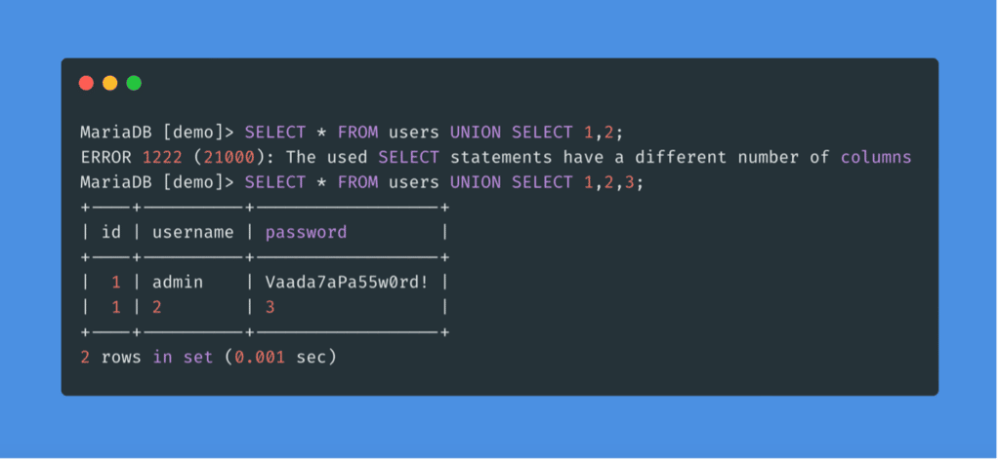 MariaDB [demo]> SELECT * FROM users UNION SELECT 1,2;
ERROR 1222 (21000): The used SELECT statements have a different number of columns
MariaDB [demo]> SELECT * FROM users UNION SELECT 1,2,3;
+----+----------+------------------+
| id | username | password         |
+----+----------+------------------+
|  1 | admin    | Vaada7aPa55w0rd! |
|  1 | 2        | 3                |
+----+----------+------------------+
2 rows in set (0.001 sec)